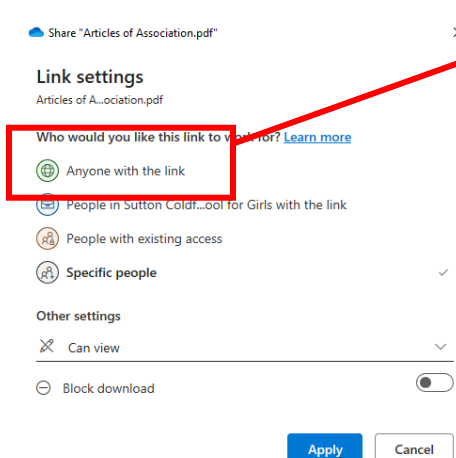 Share "Articles of Association.pdf"
Link settings
Articles of A...ociation.pdf
Who would you like this link to work for? Learn more
Anyone with the link
People in Sutton Coldf...ool for Girls with the link
People with existing access
Specific people
Other settings
Can view
Block download
Apply Cancel